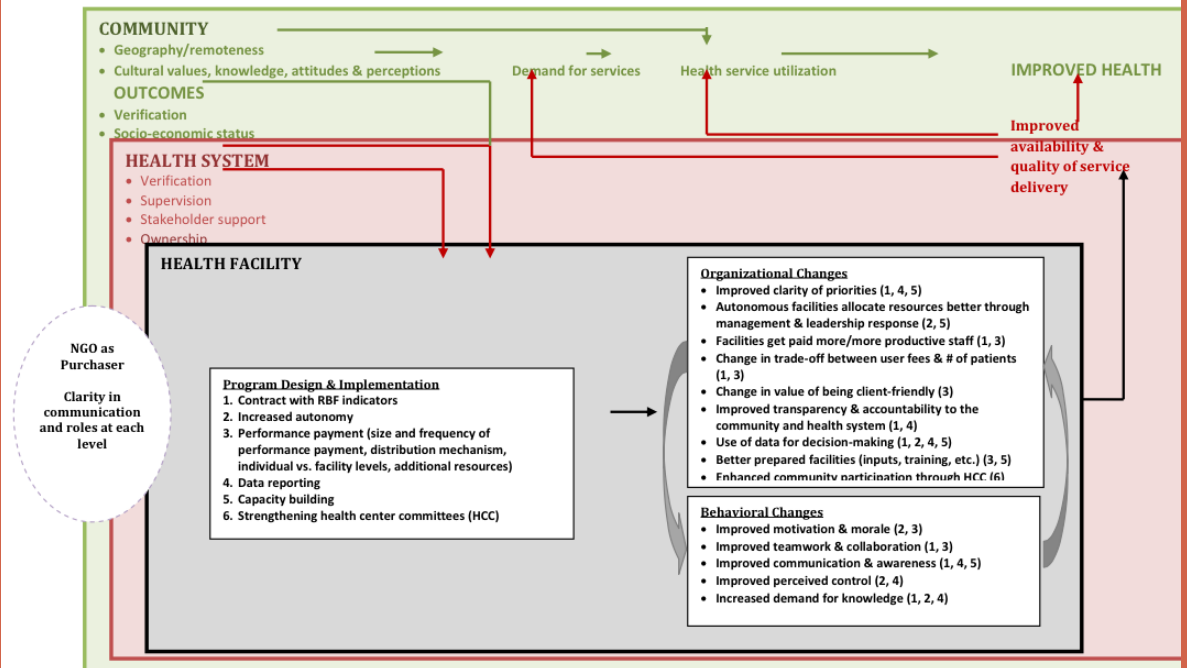 COMMUNITY
• Geography/remoteness
• Cultural values, knowledge, attitudes & perceptions
Demand for services
Health service utilization
IMPROVED HEALTH
OUTCOMES
• Verification
• Socio-economic status
Improved
availability &
quality of service
delivery
HEALTH SYSTEM
• Verification
• Supervision
• Stakeholder support
• Ownership
HEALTH FACILITY
NGO as
Purchaser
Clarity in
communication
and roles at each
level
Program Design & Implementation
1. Contract with RBF indicators
2. Increased autonomy
3. Performance payment (size and frequency of
performance payment, distribution mechanism,
individual vs. facility levels, additional resources)
4. Data reporting
5. Capacity building
6. Strengthening health center committees (HCC)
Organizational Changes
• Improved clarity of priorities (1, 4, 5)
• Autonomous facilities allocate resources better through
management & leadership response (2, 5)
• Facilities get paid more/more productive staff (1, 3)
• Change in trade-off between user fees & # of patients
(1, 3)
• Change in value of being client-friendly (3)
• Improved transparency & accountability to the
community and health system (1, 4)
• Use of data for decision-making (1, 2, 4, 5)
• Better prepared facilities (inputs, training, etc.) (3, 5)
• Enhanced community participation through HCC (6)
Behavioral Changes
• Improved motivation & morale (2, 3)
• Improved teamwork & collaboration (1, 3)
• Improved communication & awareness (1, 4, 5)
• Improved perceived control (2, 4)
• Increased demand for knowledge (1, 2, 4)